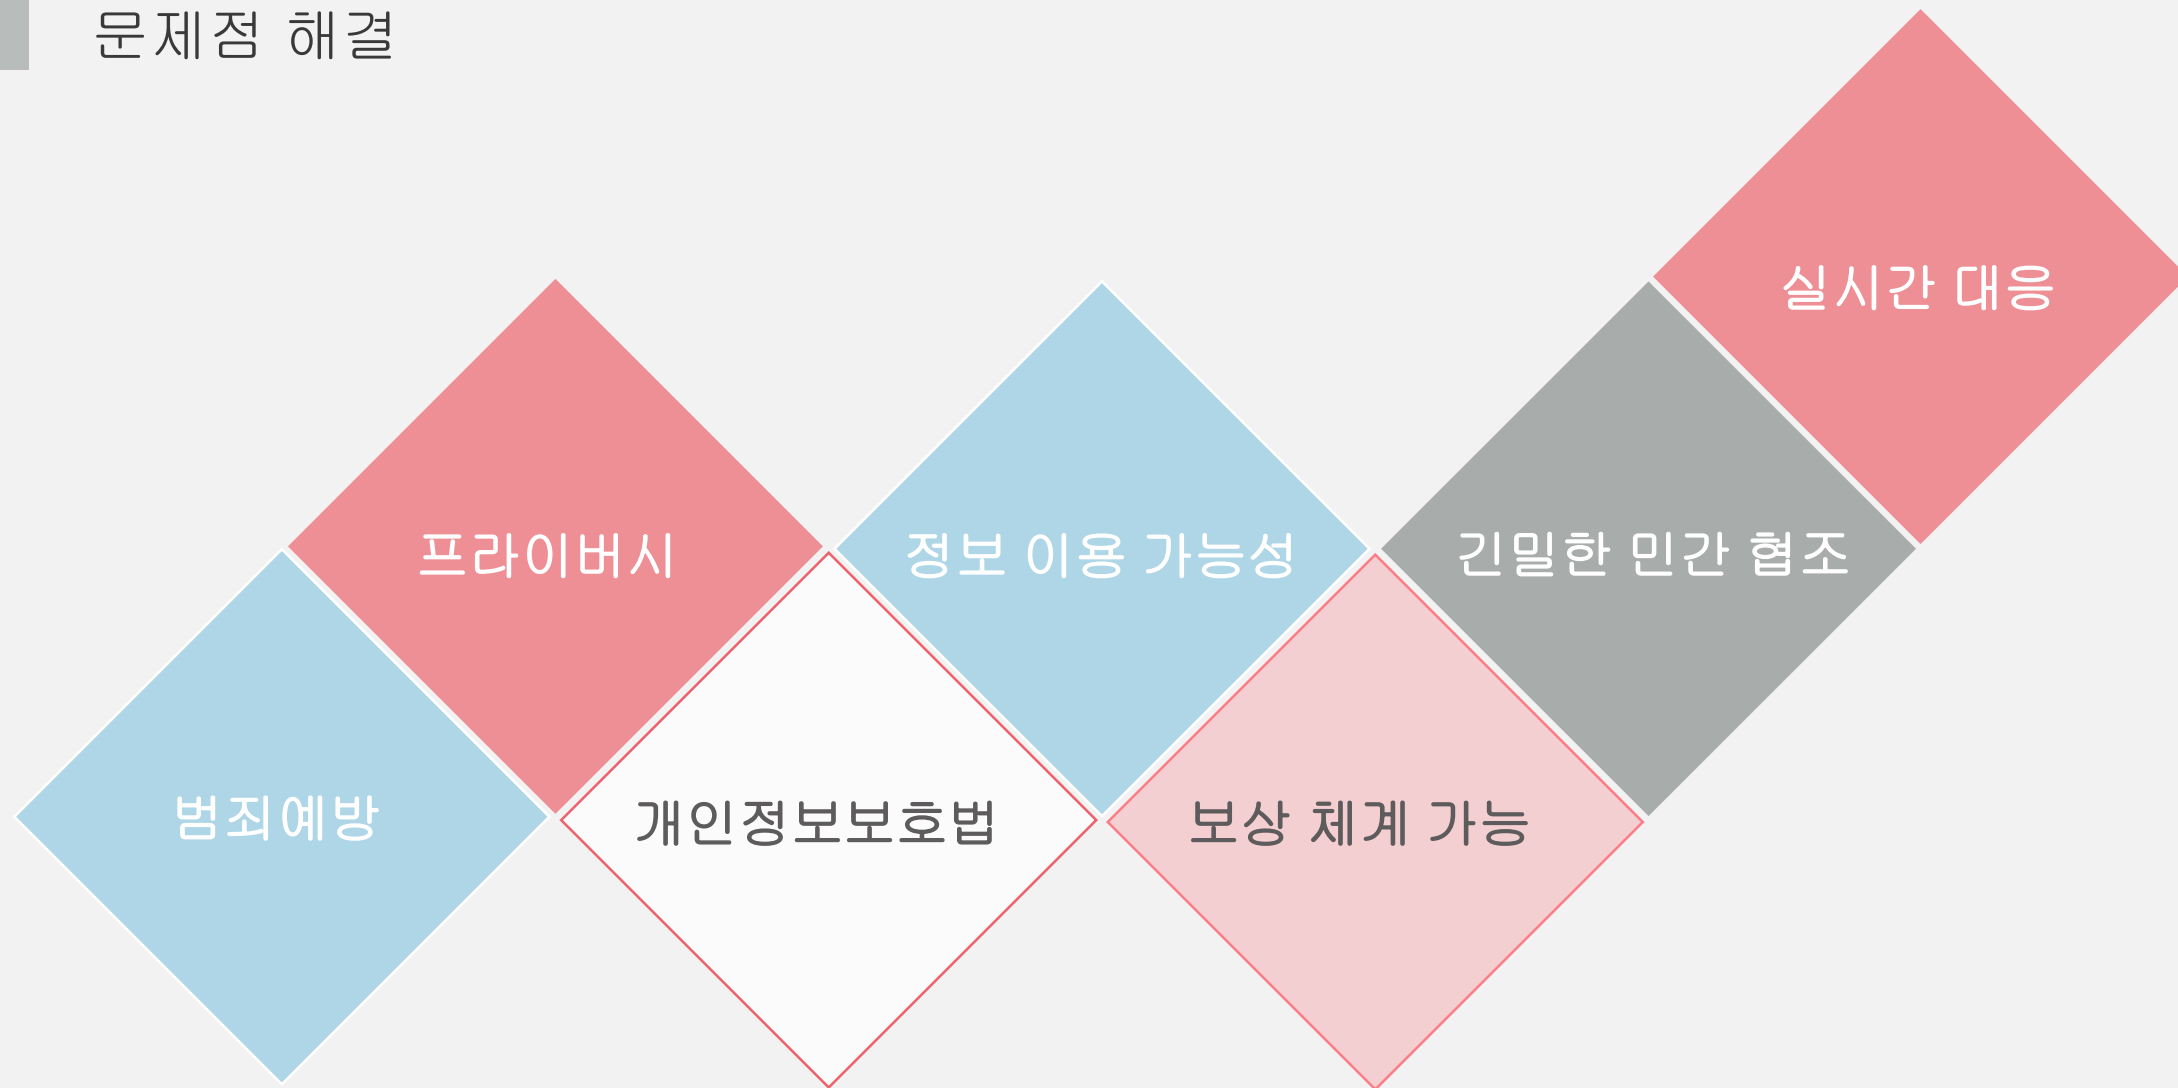 문제점 해결
범죄예방
프라이버시
개인정보보호법
정보 이용 가능성
보상 체계 가능
긴밀한 민간 협조
실시간 대응